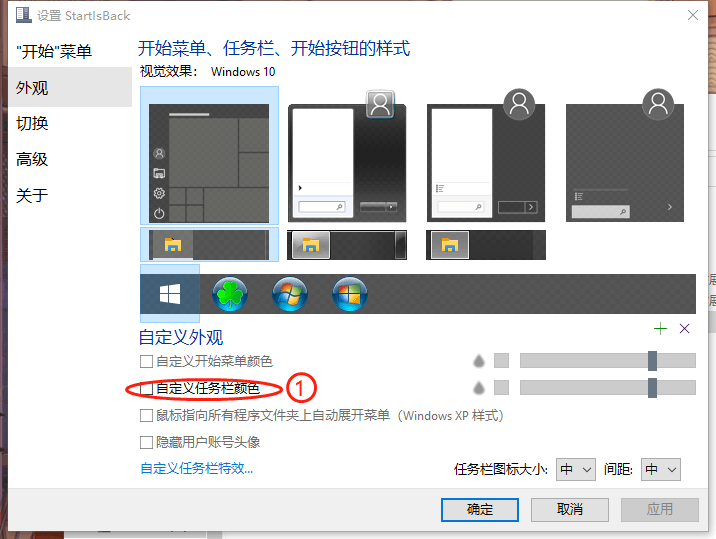 设置 StartIsBack
"开始"菜单
外观
切换
高级
关于
开始菜单、任务栏、开始按钮的样式
视觉效果： Windows 10
自定义外观
自定义开始菜单颜色
自定义任务栏颜色 1
鼠标指向所有程序文件夹上自动展开菜单（Windows XP 样式）
隐藏用户账号头像
自定义任务栏特效...
任务栏图标大小: 中 间距: 中
确定 取消 应用